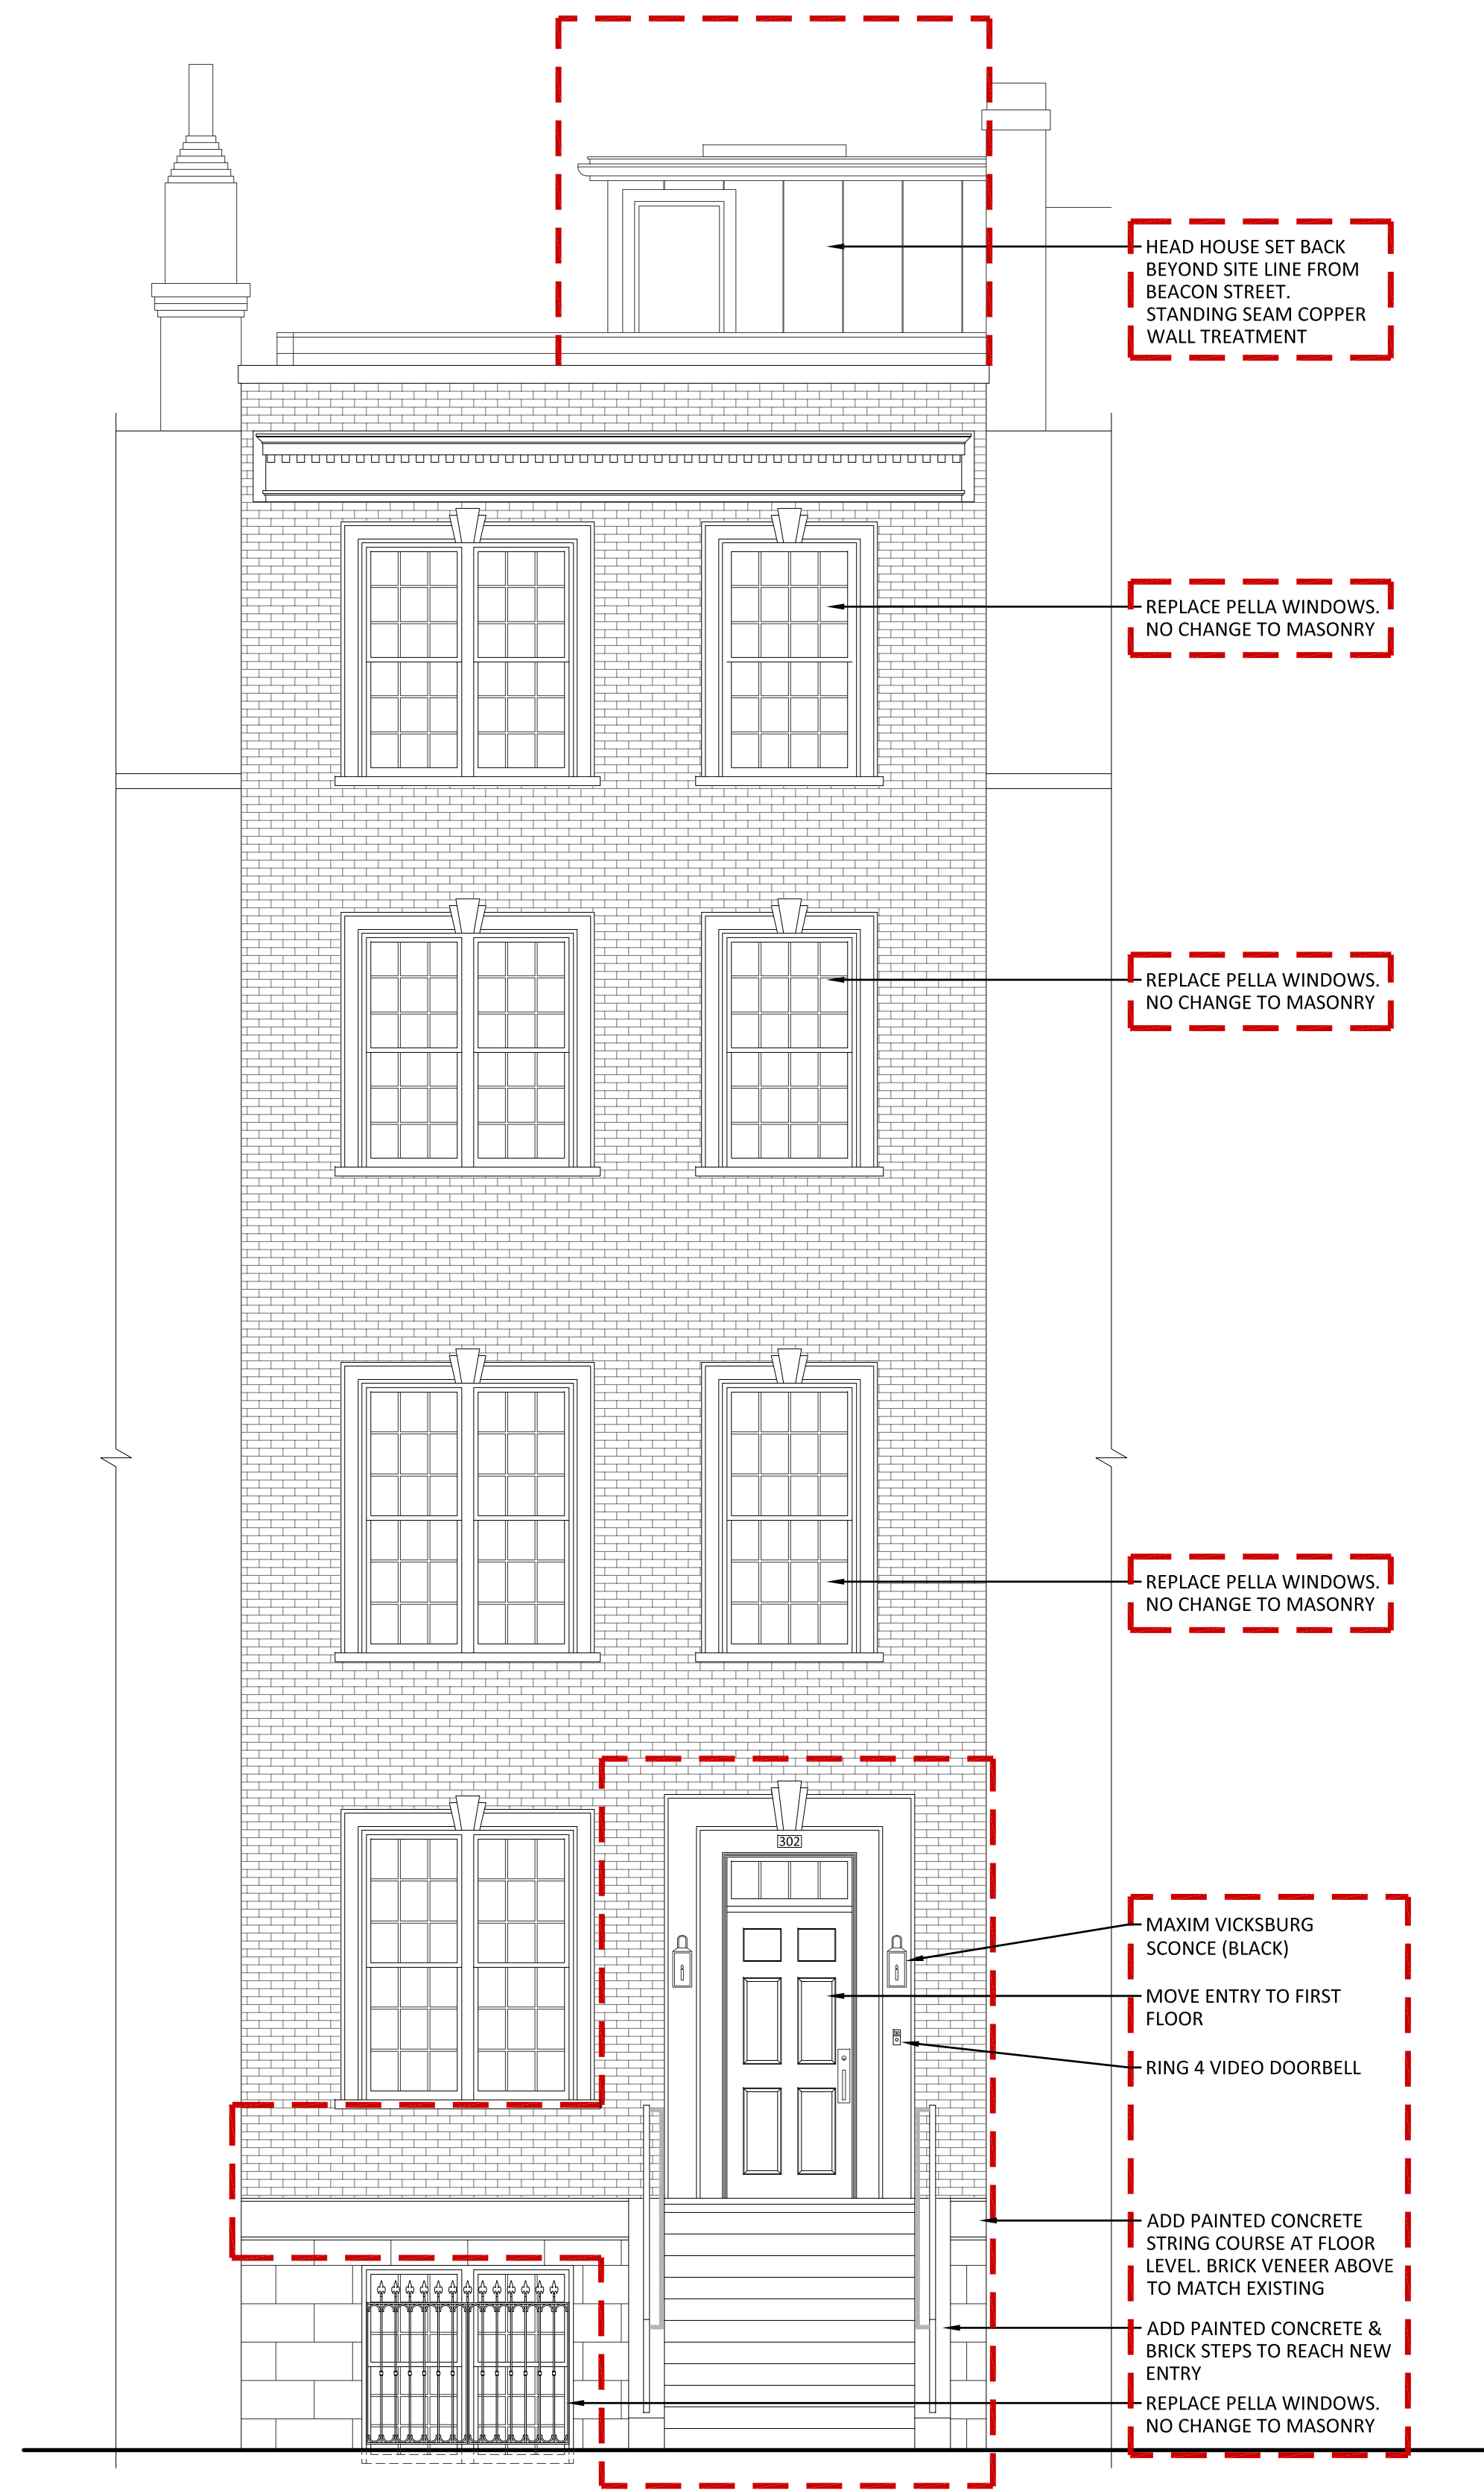 HEAD HOUSE SET BACK
BEYOND SITE LINE FROM
BEACON STREET.
STANDING SEAM COPPER
WALL TREATMENT
REPLACE PELLA WINDOWS.
NO CHANGE TO MASONRY
REPLACE PELLA WINDOWS.
NO CHANGE TO MASONRY
REPLACE PELLA WINDOWS.
NO CHANGE TO MASONRY
302
MAXIM VICKSBURG
SCONCE (BLACK)
MOVE ENTRY TO FIRST
FLOOR
RING 4 VIDEO DOORBELL
ADD PAINTED CONCRETE
STRING COURSE AT FLOOR
LEVEL. BRICK VENEER ABOVE
TO MATCH EXISTING
ADD PAINTED CONCRETE &
BRICK STEPS TO REACH NEW
ENTRY
REPLACE PELLA WINDOWS.
NO CHANGE TO MASONRY